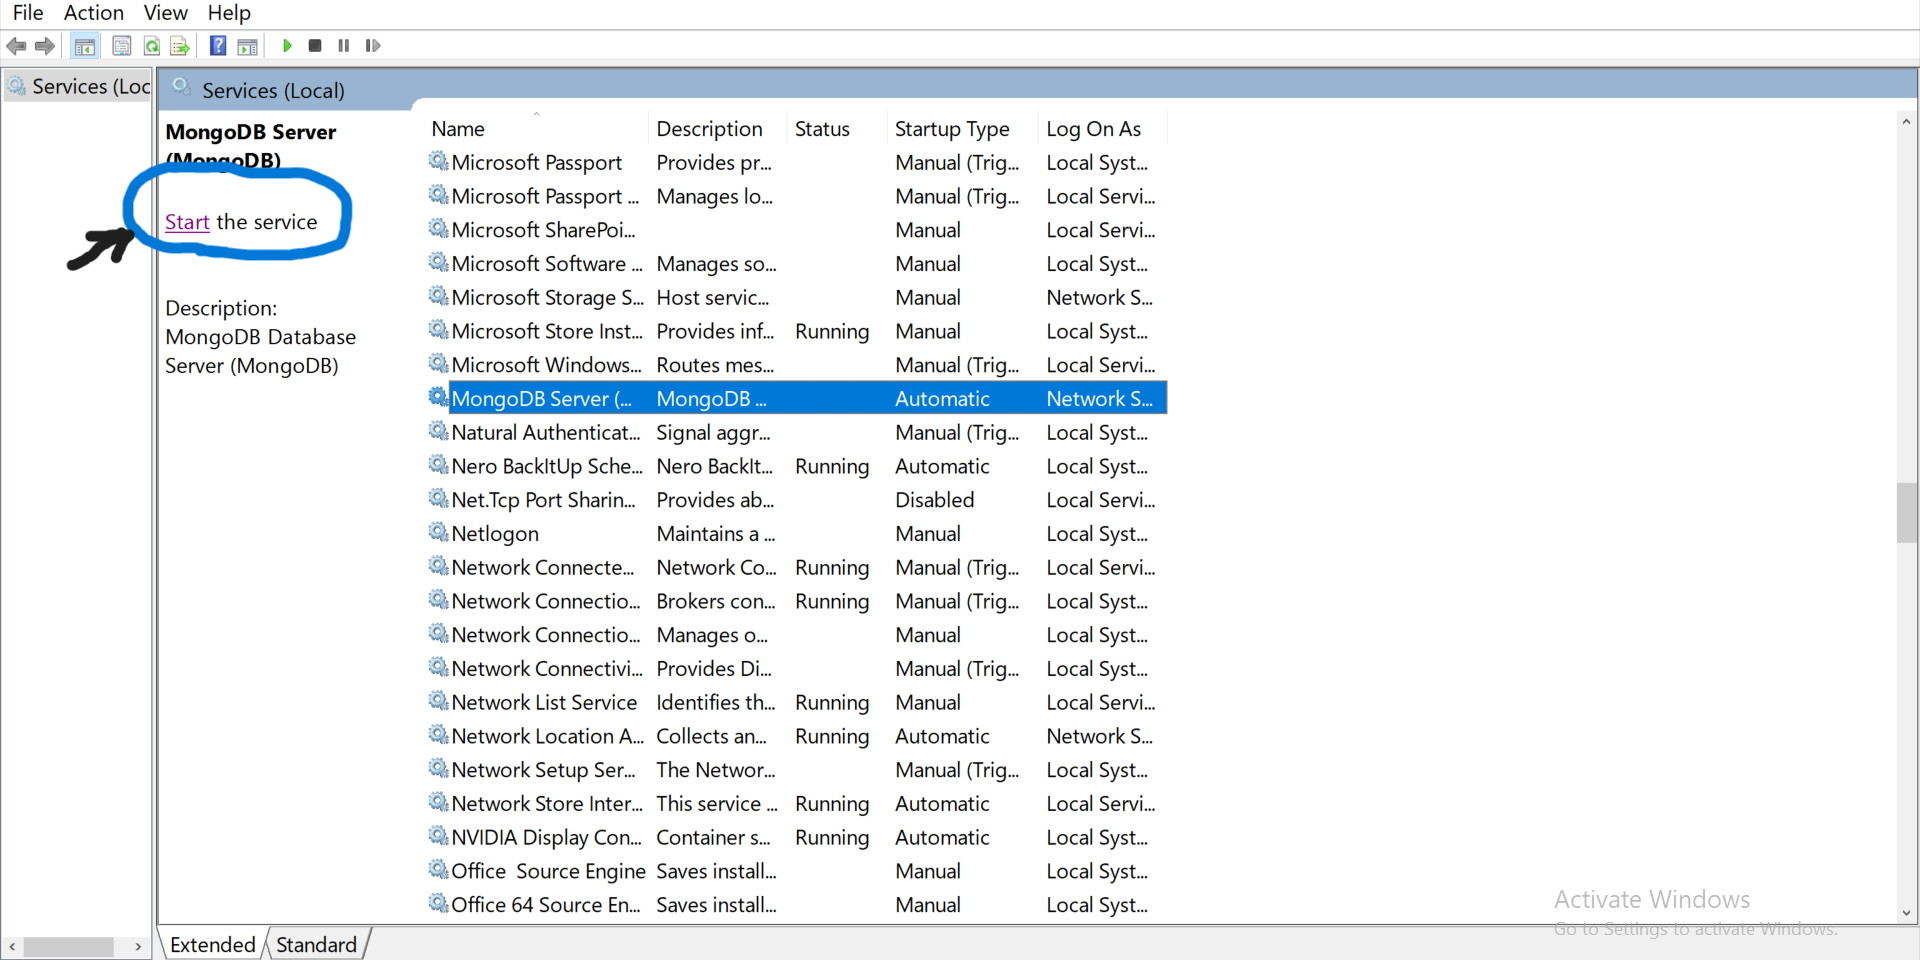 File Action View Help
Services (Loc
Services (Local)
MongoDB Server
(MongoDB)
Start the service
Description:
MongoDB Database
Server (MongoDB)
Name Description Status Startup Type Log On As
Microsoft Passport Provides pr... Manual (Trig... Local Syst...
Microsoft Passport ... Manages lo... Manual (Trig... Local Servi...
Microsoft SharePoi... Manual Local Servi...
Microsoft Software ... Manages so... Manual Local Syst...
Microsoft Storage S... Host servic... Manual Network S...
Microsoft Store Inst... Provides inf... Running Manual Local Syst...
Microsoft Windows... Routes mes... Manual (Trig... Local Servi...
MongoDB Server (... MongoDB ... Automatic Network S...
Natural Authenticat... Signal aggr... Manual (Trig... Local Syst...
Nero BackItUp Sche... Nero BackIt... Running Automatic Local Syst...
Net.Tcp Port Sharin... Provides ab... Disabled Local Servi...
Netlogon Maintains a ... Manual Local Syst...
Network Connecte... Network Co... Running Manual (Trig... Local Servi...
Network Connectio... Brokers con... Running Manual (Trig... Local Syst...
Network Connectio... Manages o... Manual Local Syst...
Network Connectivi... Provides Di... Manual (Trig... Local Syst...
Network List Service Identifies th... Running Manual Local Servi...
Network Location A... Collects an... Running Automatic Network S...
Network Setup Ser... The Networ... Manual (Trig... Local Syst...
Network Store Inter... This service ... Running Automatic Local Servi...
NVIDIA Display Con... Container s... Running Automatic Local Syst...
Office  Source Engine Saves install... Manual Local Syst...
Office 64 Source En... Saves install... Manual Local Syst...
Activate Windows
Go to Settings to activate Windows.
Extended Standard